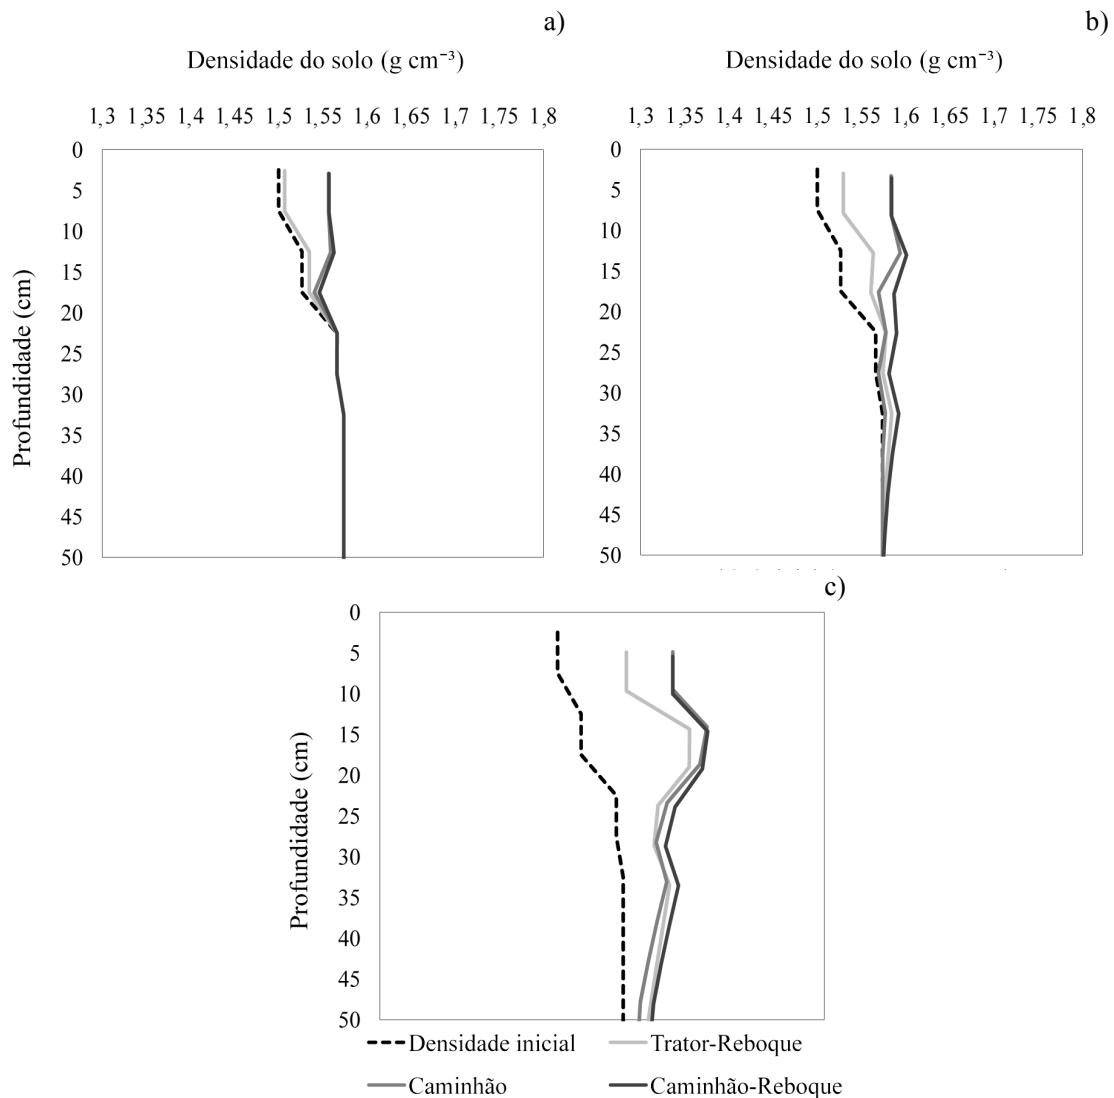 a)
b)
Densidade do solo (g cm⁻³)
Densidade do solo (g cm⁻³)
1,3 1,35 1,4 1,45 1,5 1,55 1,6 1,65 1,7 1,75 1,8
1,3 1,35 1,4 1,45 1,5 1,55 1,6 1,65 1,7 1,75 1,8
0
5
10
15
20
25
30
35
40
45
50
Profundidade (cm)
0
5
10
15
20
25
30
35
40
45
50
c)
0
5
10
15
20
25
30
35
40
45
50
Profundidade (cm)
Densidade inicial
Trator-Reboque
Caminhão
Caminhão-Reboque